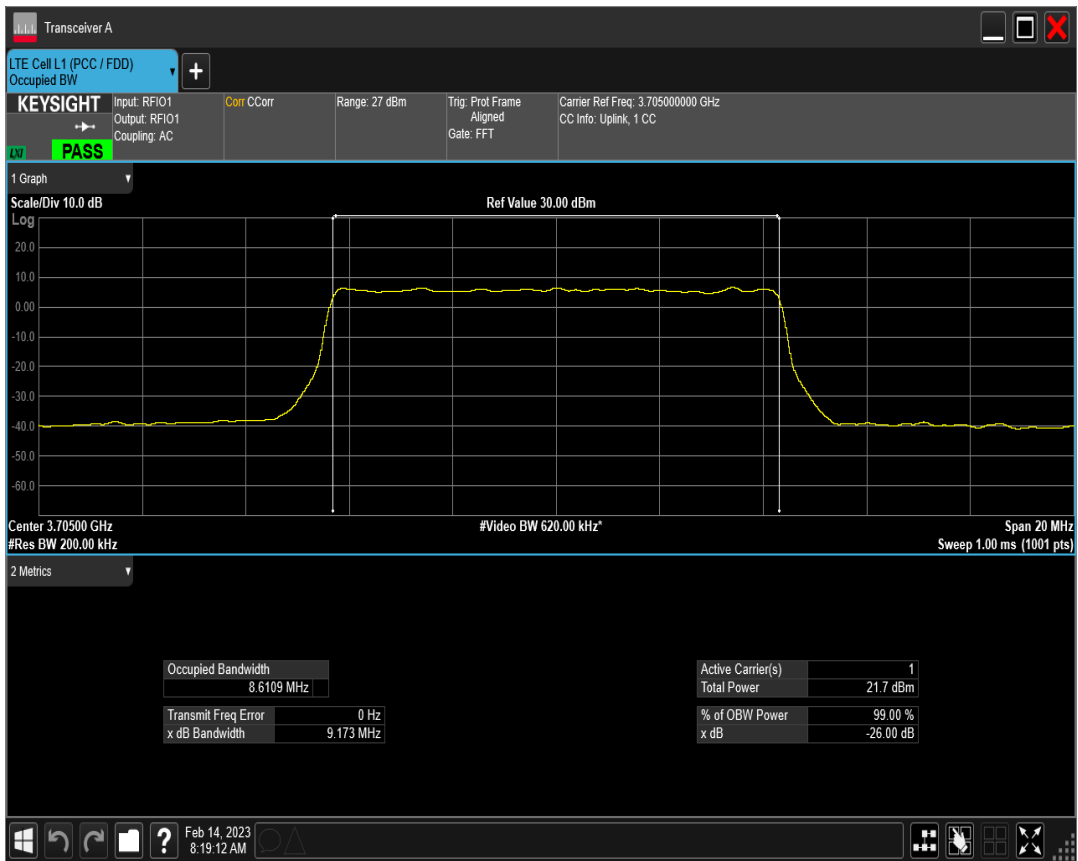 Transceiver A
LTE Cell L1 (PCC / FDD)
Occupied BW
+
KEYSIGHT
LXI
PASS
Input: RFIO1
Output: RFIO1
Coupling: AC
Corr CCorr
Range: 27 dBm
Trig: Prot Frame
Aligned
Gate: FFT
Carrier Ref Freq: 3.705000000 GHz
CC Info: Uplink, 1 CC
1 Graph
Scale/Div 10.0 dB
Ref Value 30.00 dBm
Log
20.0
10.0
0.00
-10.0
-20.0
-30.0
-40.0
-50.0
-60.0
Center 3.70500 GHz
#Video BW 620.00 kHz*
Span 20 MHz
#Res BW 200.00 kHz
Sweep 1.00 ms (1001 pts)
2 Metrics
Occupied Bandwidth
8.6109 MHz
Transmit Freq Error 0 Hz
x dB Bandwidth 9.173 MHz
Active Carrier(s) 1
Total Power 21.7 dBm
% of OBW Power 99.00 %
x dB -26.00 dB
?
Feb 14, 2023
8:19:12 AM